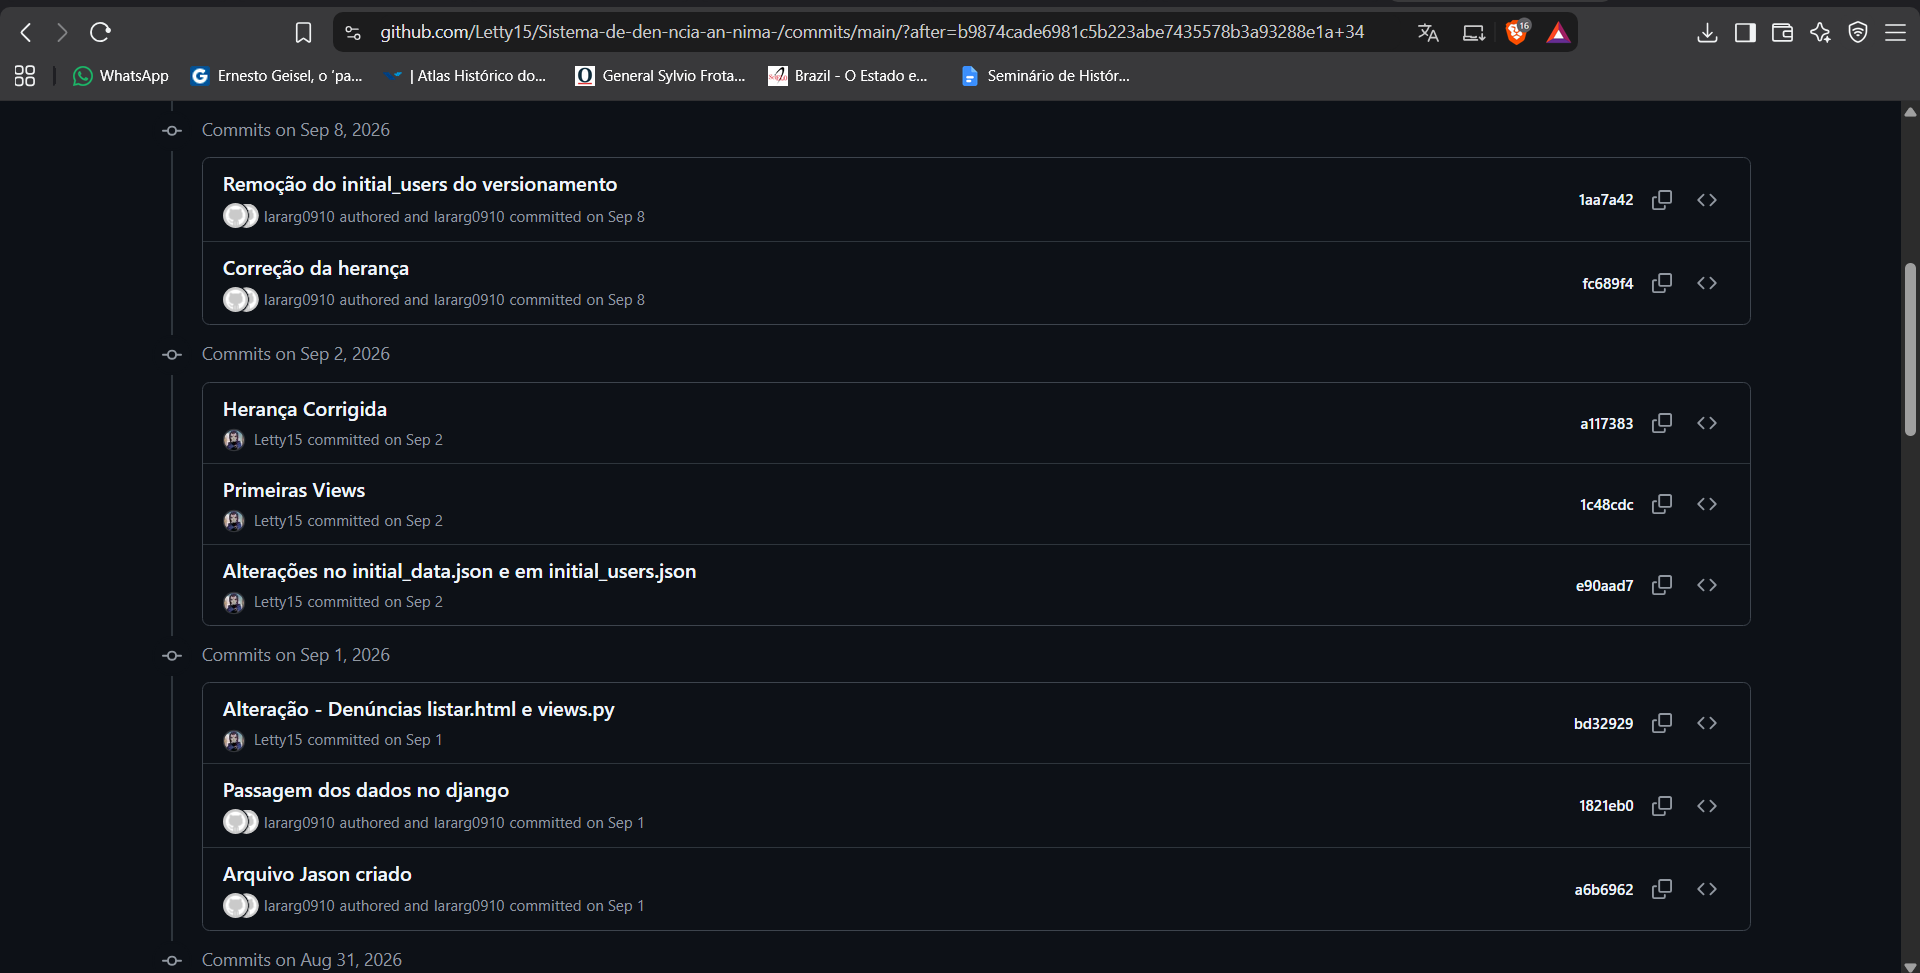 github.com/Letty15/Sistema-de-den-ncia-an-nima-/commits/main/?after=b9874cade6981c5b223abe7435578b3a93288e1a+34
16
WhatsApp
Ernesto Geisel, o 'pa...
| Atlas Histórico do...
General Sylvio Frota...
Brazil - O Estado e...
Seminário de Histór...
Commits on Sep 8, 2026
Remoção do initial_users do versionamento
lararg0910 authored and lararg0910 committed on Sep 8
1aa7a42
Correção da herança
lararg0910 authored and lararg0910 committed on Sep 8
fc689f4
Commits on Sep 2, 2026
Herança Corrigida
Letty15 committed on Sep 2
a117383
Primeiras Views
Letty15 committed on Sep 2
1c48cdc
Alterações no initial_data.json e em initial_users.json
Letty15 committed on Sep 2
e90aad7
Commits on Sep 1, 2026
Alteração - Denúncias listar.html e views.py
Letty15 committed on Sep 1
bd32929
Passagem dos dados no django
lararg0910 authored and lararg0910 committed on Sep 1
1821eb0
Arquivo Jason criado
lararg0910 authored and lararg0910 committed on Sep 1
a6b6962
Commits on Aug 31, 2026